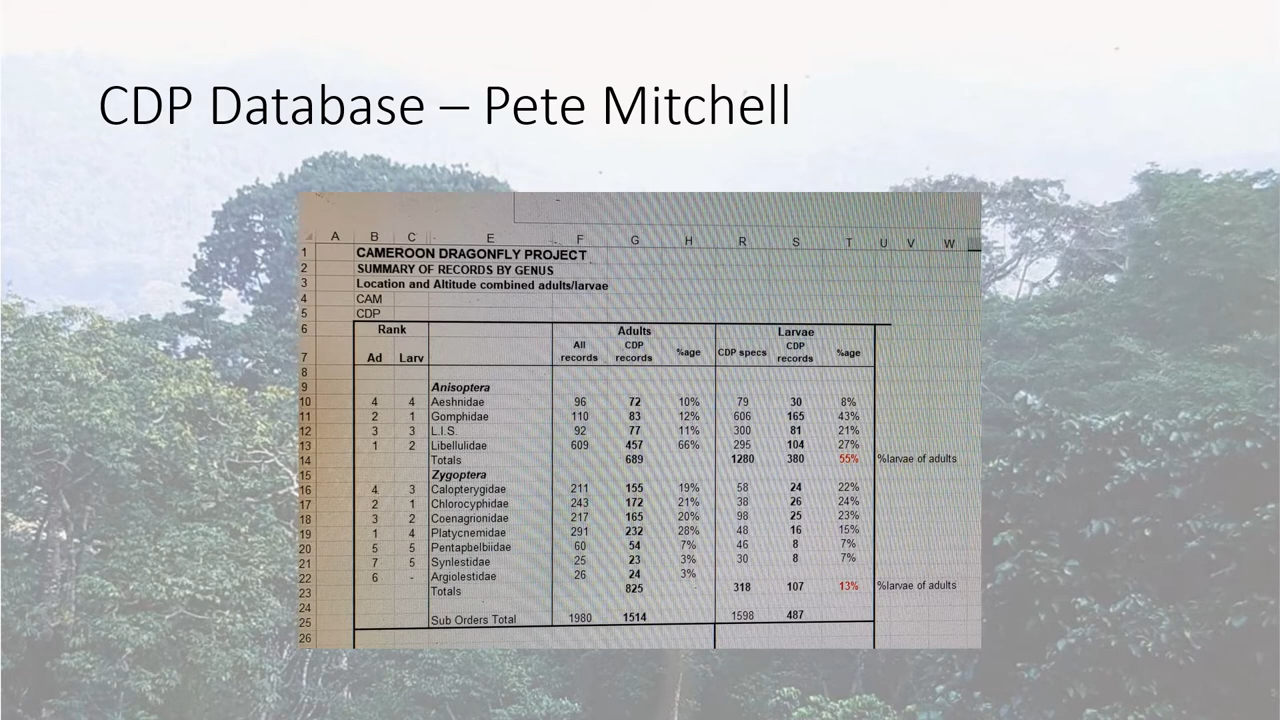 CDP Database – Pete Mitchell
A B C E F G H R S T U V W
1 CAMEROON DRAGONFLY PROJECT
2 SUMMARY OF RECORDS BY GENUS
3 Location and Altitude combined adults/larvae
4 CAM
5 CDP
6 Rank Adults Larvae
7 Ad Larv All records CDP records %age CDP specs CDP records %age
8
9 Anisoptera
10 4 4 Aeshnidae 96 72 10% 79 30 8%
11 2 1 Gomphidae 110 83 12% 606 165 43%
12 3 3 L.I.S. 92 77 11% 300 81 21%
13 1 2 Libellulidae 609 457 66% 295 104 27%
14 Totals 689 1280 380 55% %larvae of adults
15 Zygoptera
16 4 3 Calopterygidae 211 155 19% 58 24 22%
17 2 1 Chlorocyphidae 243 172 21% 38 26 24%
18 3 2 Coenagrionidae 217 165 20% 98 25 23%
19 1 4 Platycnemidae 291 232 28% 48 16 15%
20 5 5 Pentapbelbiidae 60 54 7% 46 8 7%
21 7 5 Synlestidae 25 23 3% 30 8 7%
22 6 - Argiolestidae 26 24 3%
23 Totals 825 318 107 13% %larvae of adults
24
25 Sub Orders Total 1980 1514 1598 487
26